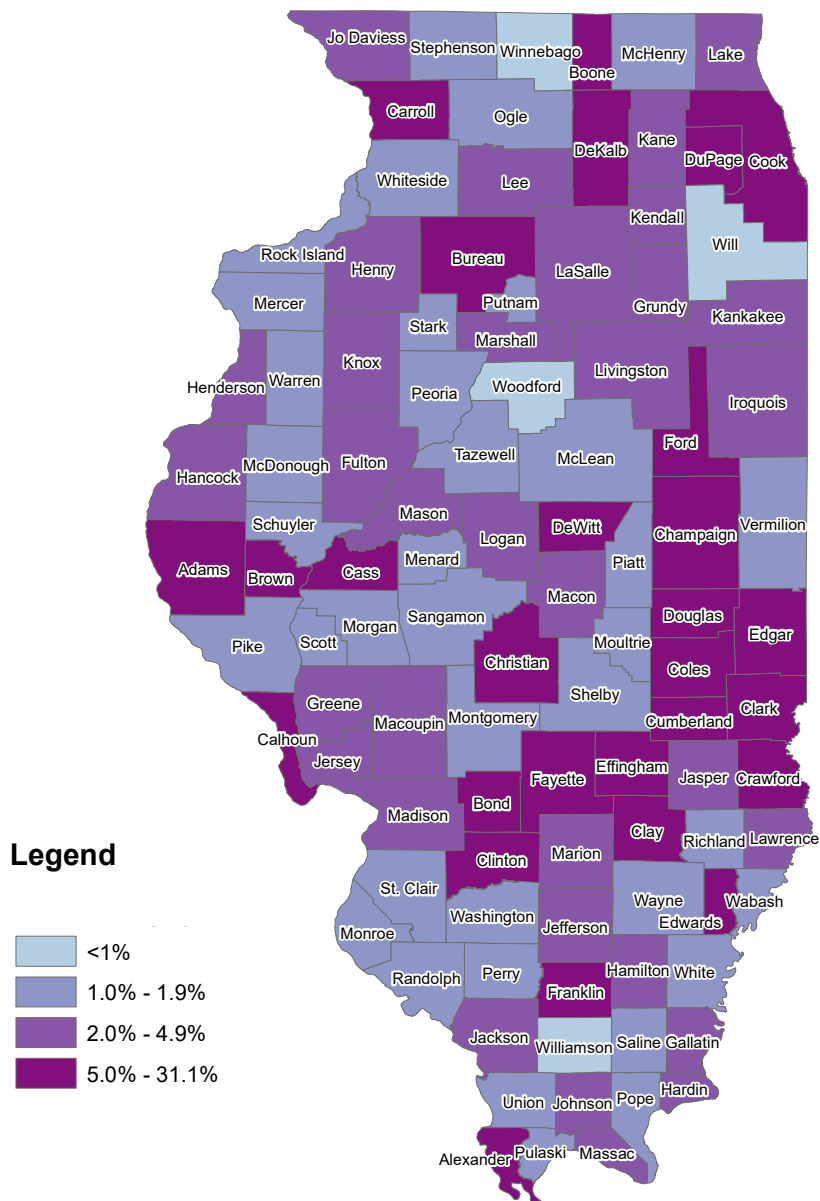 Jo Daviess
Stephenson
Winnebago
Boone
McHenry
Lake
Carroll
Ogle
DeKalb
Kane
DuPage
Cook
Whiteside
Lee
Kendall
Will
Rock Island
Henry
Bureau
LaSalle
Mercer
Putnam
Grundy
Kankakee
Stark
Marshall
Henderson
Warren
Knox
Peoria
Woodford
Livingston
Iroquois
Hancock
McDonough
Fulton
Tazewell
McLean
Ford
Schuyler
Mason
Logan
DeWitt
Champaign
Vermilion
Adams
Brown
Cass
Menard
Macon
Piatt
Pike
Scott
Morgan
Sangamon
Christian
Moultrie
Douglas
Edgar
Coles
Shelby
Calhoun
Greene
Macoupin
Montgomery
Cumberland
Clark
Jersey
Fayette
Effingham
Jasper
Crawford
Madison
Bond
Clay
Richland
Lawrence
Clinton
Marion
Legend
St. Clair
Wayne
Edwards
Wabash
Washington
Jefferson
Monroe
Randolph
Perry
Franklin
Hamilton
White
Jackson
Williamson
Saline
Gallatin
Union
Johnson
Pope
Hardin
Alexander
Pulaski
Massac
<1%
1.0% - 1.9%
2.0% - 4.9%
5.0% - 31.1%